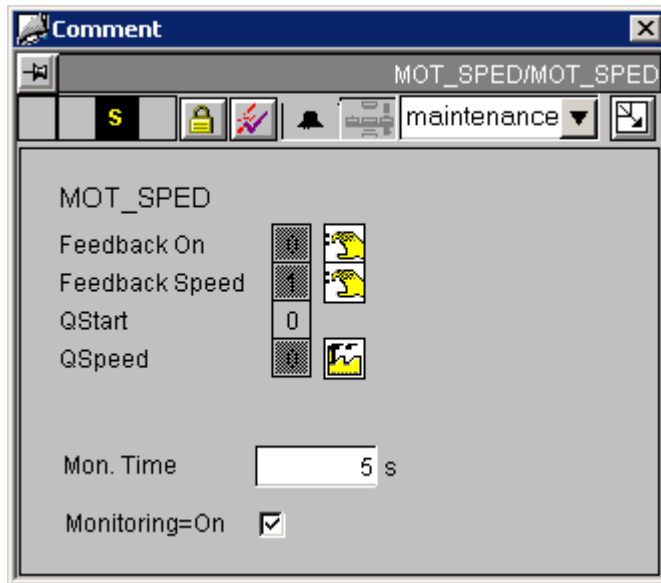 Comment
MOT_SPED/MOT_SPED
S maintenance
MOT_SPED
Feedback On 0
Feedback Speed 1
QStart 0
QSpeed 0
Mon. Time 5 s
Monitoring=On